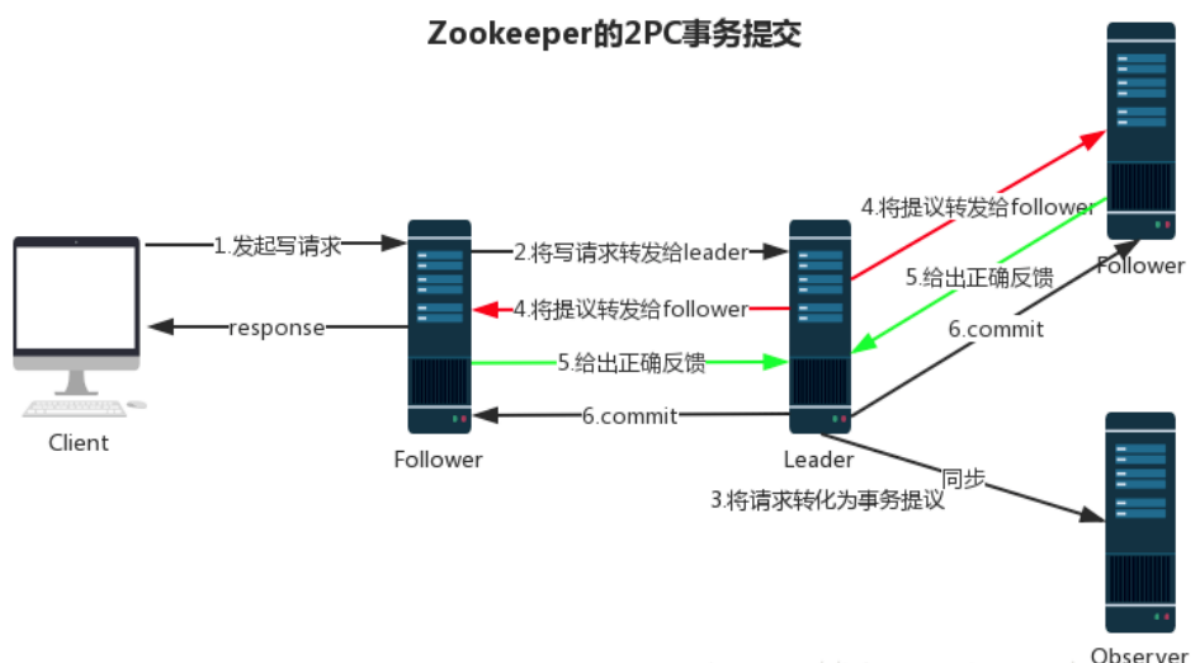 Zookeeper的2PC事务提交
1.发起写请求
2.将写请求转发给leader
4.将提议转发给follower
response
5.给出正确反馈
6.commit
4.将提议转发给follower
5.给出正确反馈
6.commit
Follower
Client
Follower
Leader
同步
3.将请求转化为事务提议
Observer